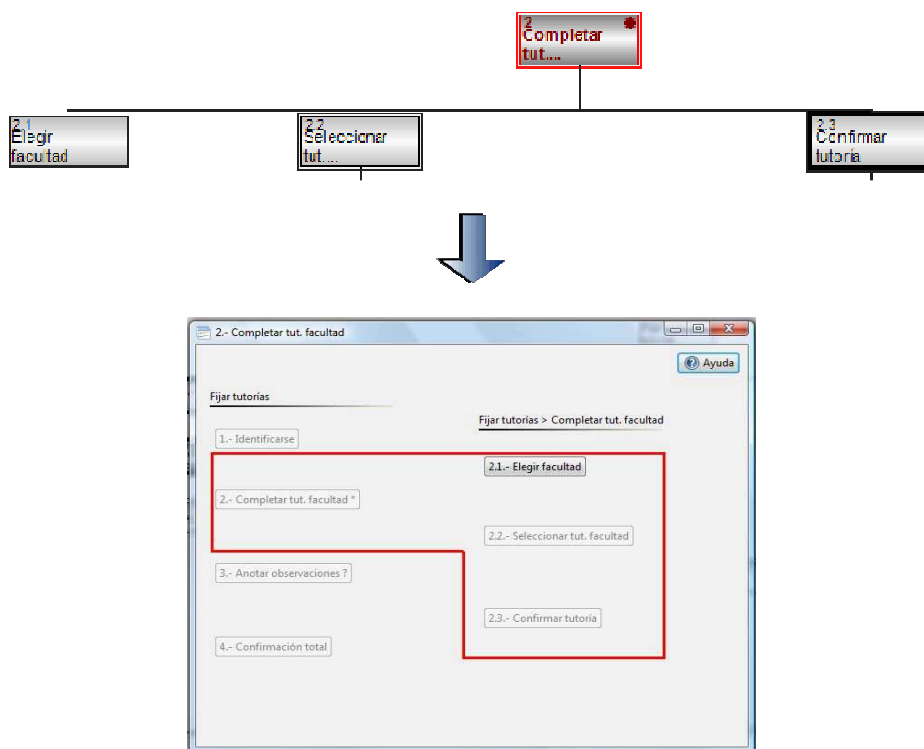 2
Completar
tut....
2.1
Elegir
facultad
2.2
Seleccionar
tut....
2.3
Confirmar
tutoría
2.- Completar tut. facultad
Ayuda
Fijar tutorías
Fijar tutorías > Completar tut. facultad
1.- Identificarse
2.1.- Elegir facultad
2.- Completar tut. facultad *
2.2.- Seleccionar tut. facultad
3.- Anotar observaciones ?
2.3.- Confirmar tutoría
4.- Confirmación total